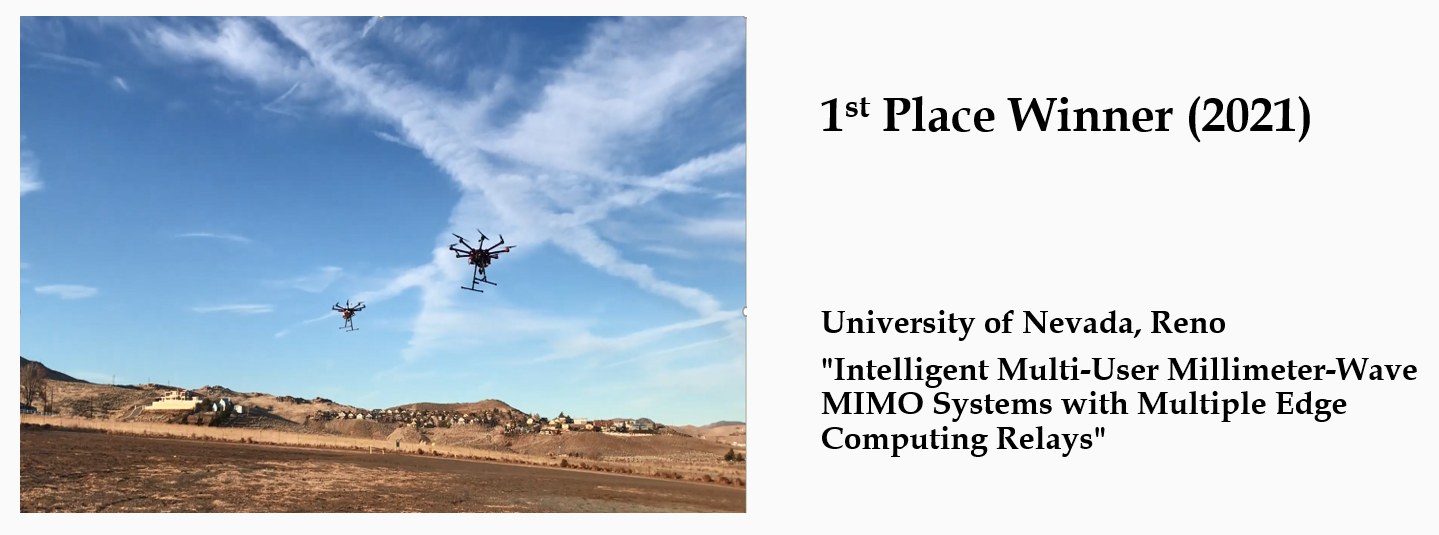 1st Place Winner (2021)
University of Nevada, Reno
"Intelligent Multi-User Millimeter-Wave
MIMO Systems with Multiple Edge
Computing Relays"